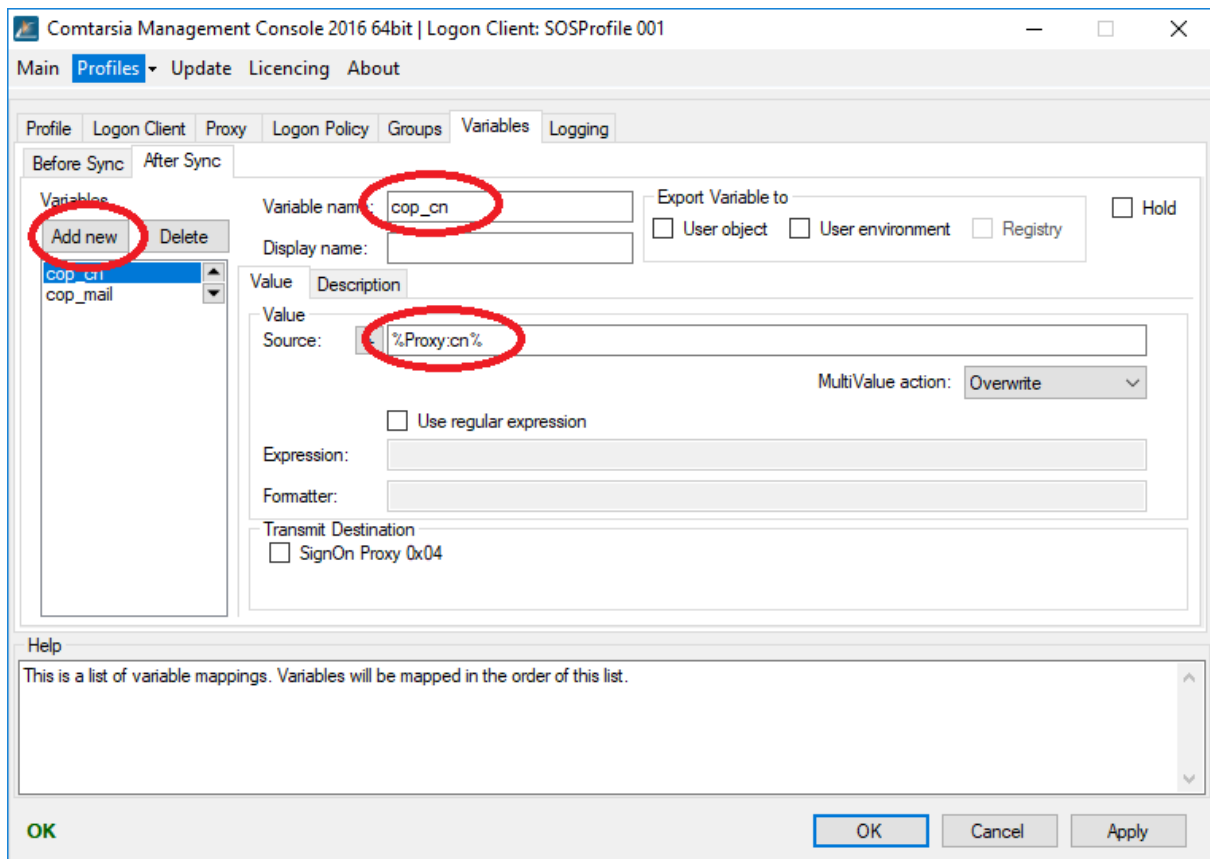 Comtarsia Management Console 2016 64bit | Logon Client: SOSProfile 001
Main Profiles Update Licencing About
Profile Logon Client Proxy Logon Policy Groups Variables Logging
Before Sync After Sync
Variables
Add new Delete
cop_cn
cop_mail
Variable name: cop_cn
Display name:
Export Variable to
User object User environment Registry
Hold
Value Description
Value
Source: %Proxy:cn%
MultiValue action: Overwrite
Use regular expression
Expression:
Formatter:
Transmit Destination
SignOn Proxy 0x04
Help
This is a list of variable mappings. Variables will be mapped in the order of this list.
OK
OK Cancel Apply